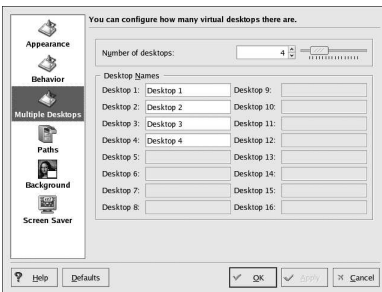 You can configure how many virtual desktops there are.
Appearance
Behavior
Multiple Desktops
Paths
Background
Screen Saver
Number of desktops: 4
Desktop Names
Desktop 1: Desktop 1 Desktop 9:
Desktop 2: Desktop 2 Desktop 10:
Desktop 3: Desktop 3 Desktop 11:
Desktop 4: Desktop 4 Desktop 12:
Desktop 5: Desktop 13:
Desktop 6: Desktop 14:
Desktop 7: Desktop 15:
Desktop 8: Desktop 16:
? Help Defaults OK Apply Cancel